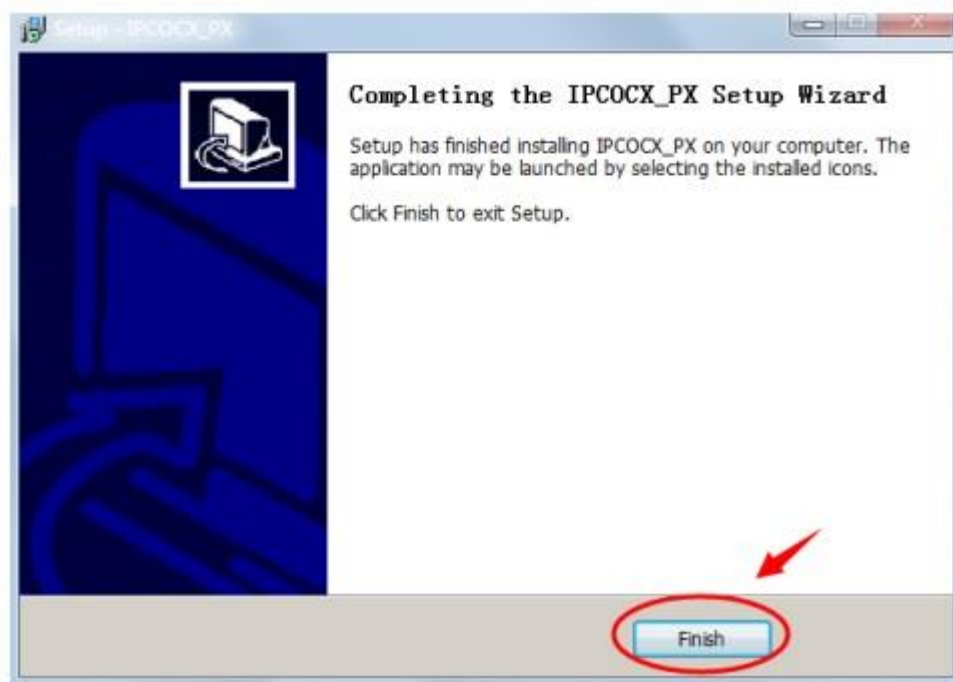 Setup - IPCOCX_PX
Completing the IPCOCX_PX Setup Wizard
Setup has finished installing IPCOCX_PX on your computer. The
application may be launched by selecting the installed icons.
Click Finish to exit Setup.
Finish